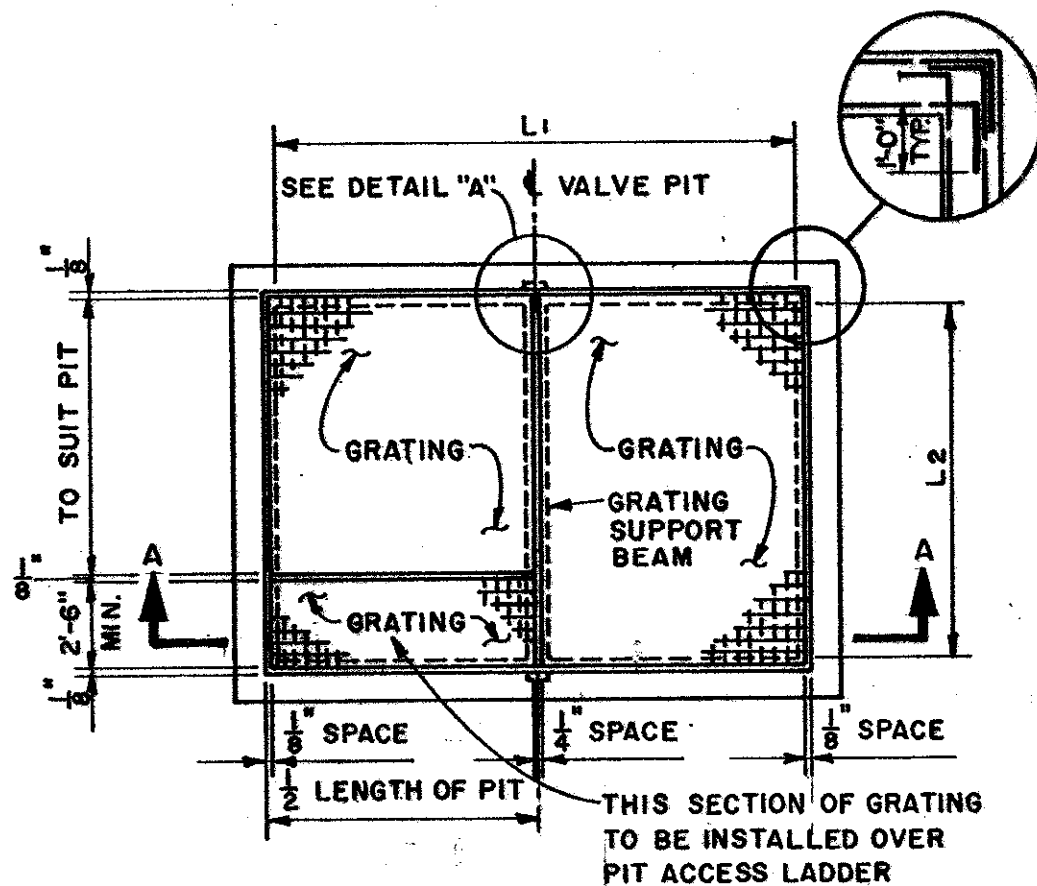 1'-0"
TYP.
L1
SEE DETAIL "A"
℄ VALVE PIT
1/8"
TO SUIT PIT
GRATING
GRATING
L2
GRATING
SUPPORT
BEAM
1/8"
A
A
2'-6"
MIN.
GRATING
1/8"
1/8" SPACE
1/4" SPACE
1/8" SPACE
1/2 LENGTH OF PIT
THIS SECTION OF GRATING
TO BE INSTALLED OVER
PIT ACCESS LADDER